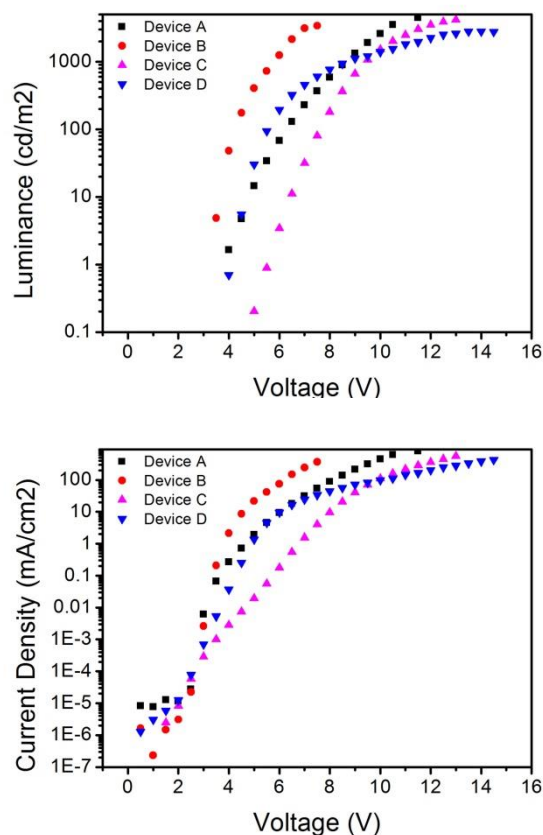 Device A
Device B
Device C
Device D
1000
100
10
1
0.1
Luminance (cd/m2)
0 2 4 6 8 10 12 14 16
Voltage (V)
Device A
Device B
Device C
Device D
100
10
1
0.1
0.01
1E-3
1E-4
1E-5
1E-6
1E-7
Current Density (mA/cm2)
0 2 4 6 8 10 12 14 16
Voltage (V)